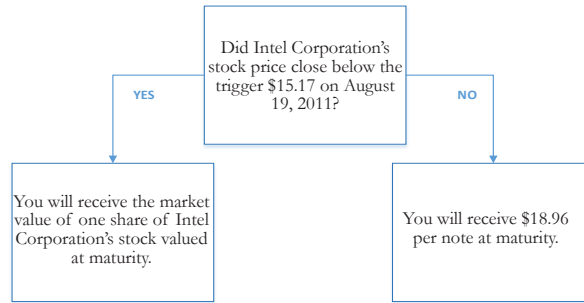 Did Intel Corporation’s
stock price close below the
trigger $15.17 on August
19, 2011?
YES
NO
You will receive the market
value of one share of Intel
Corporation’s stock valued
at maturity.
You will receive $18.96
per note at maturity.